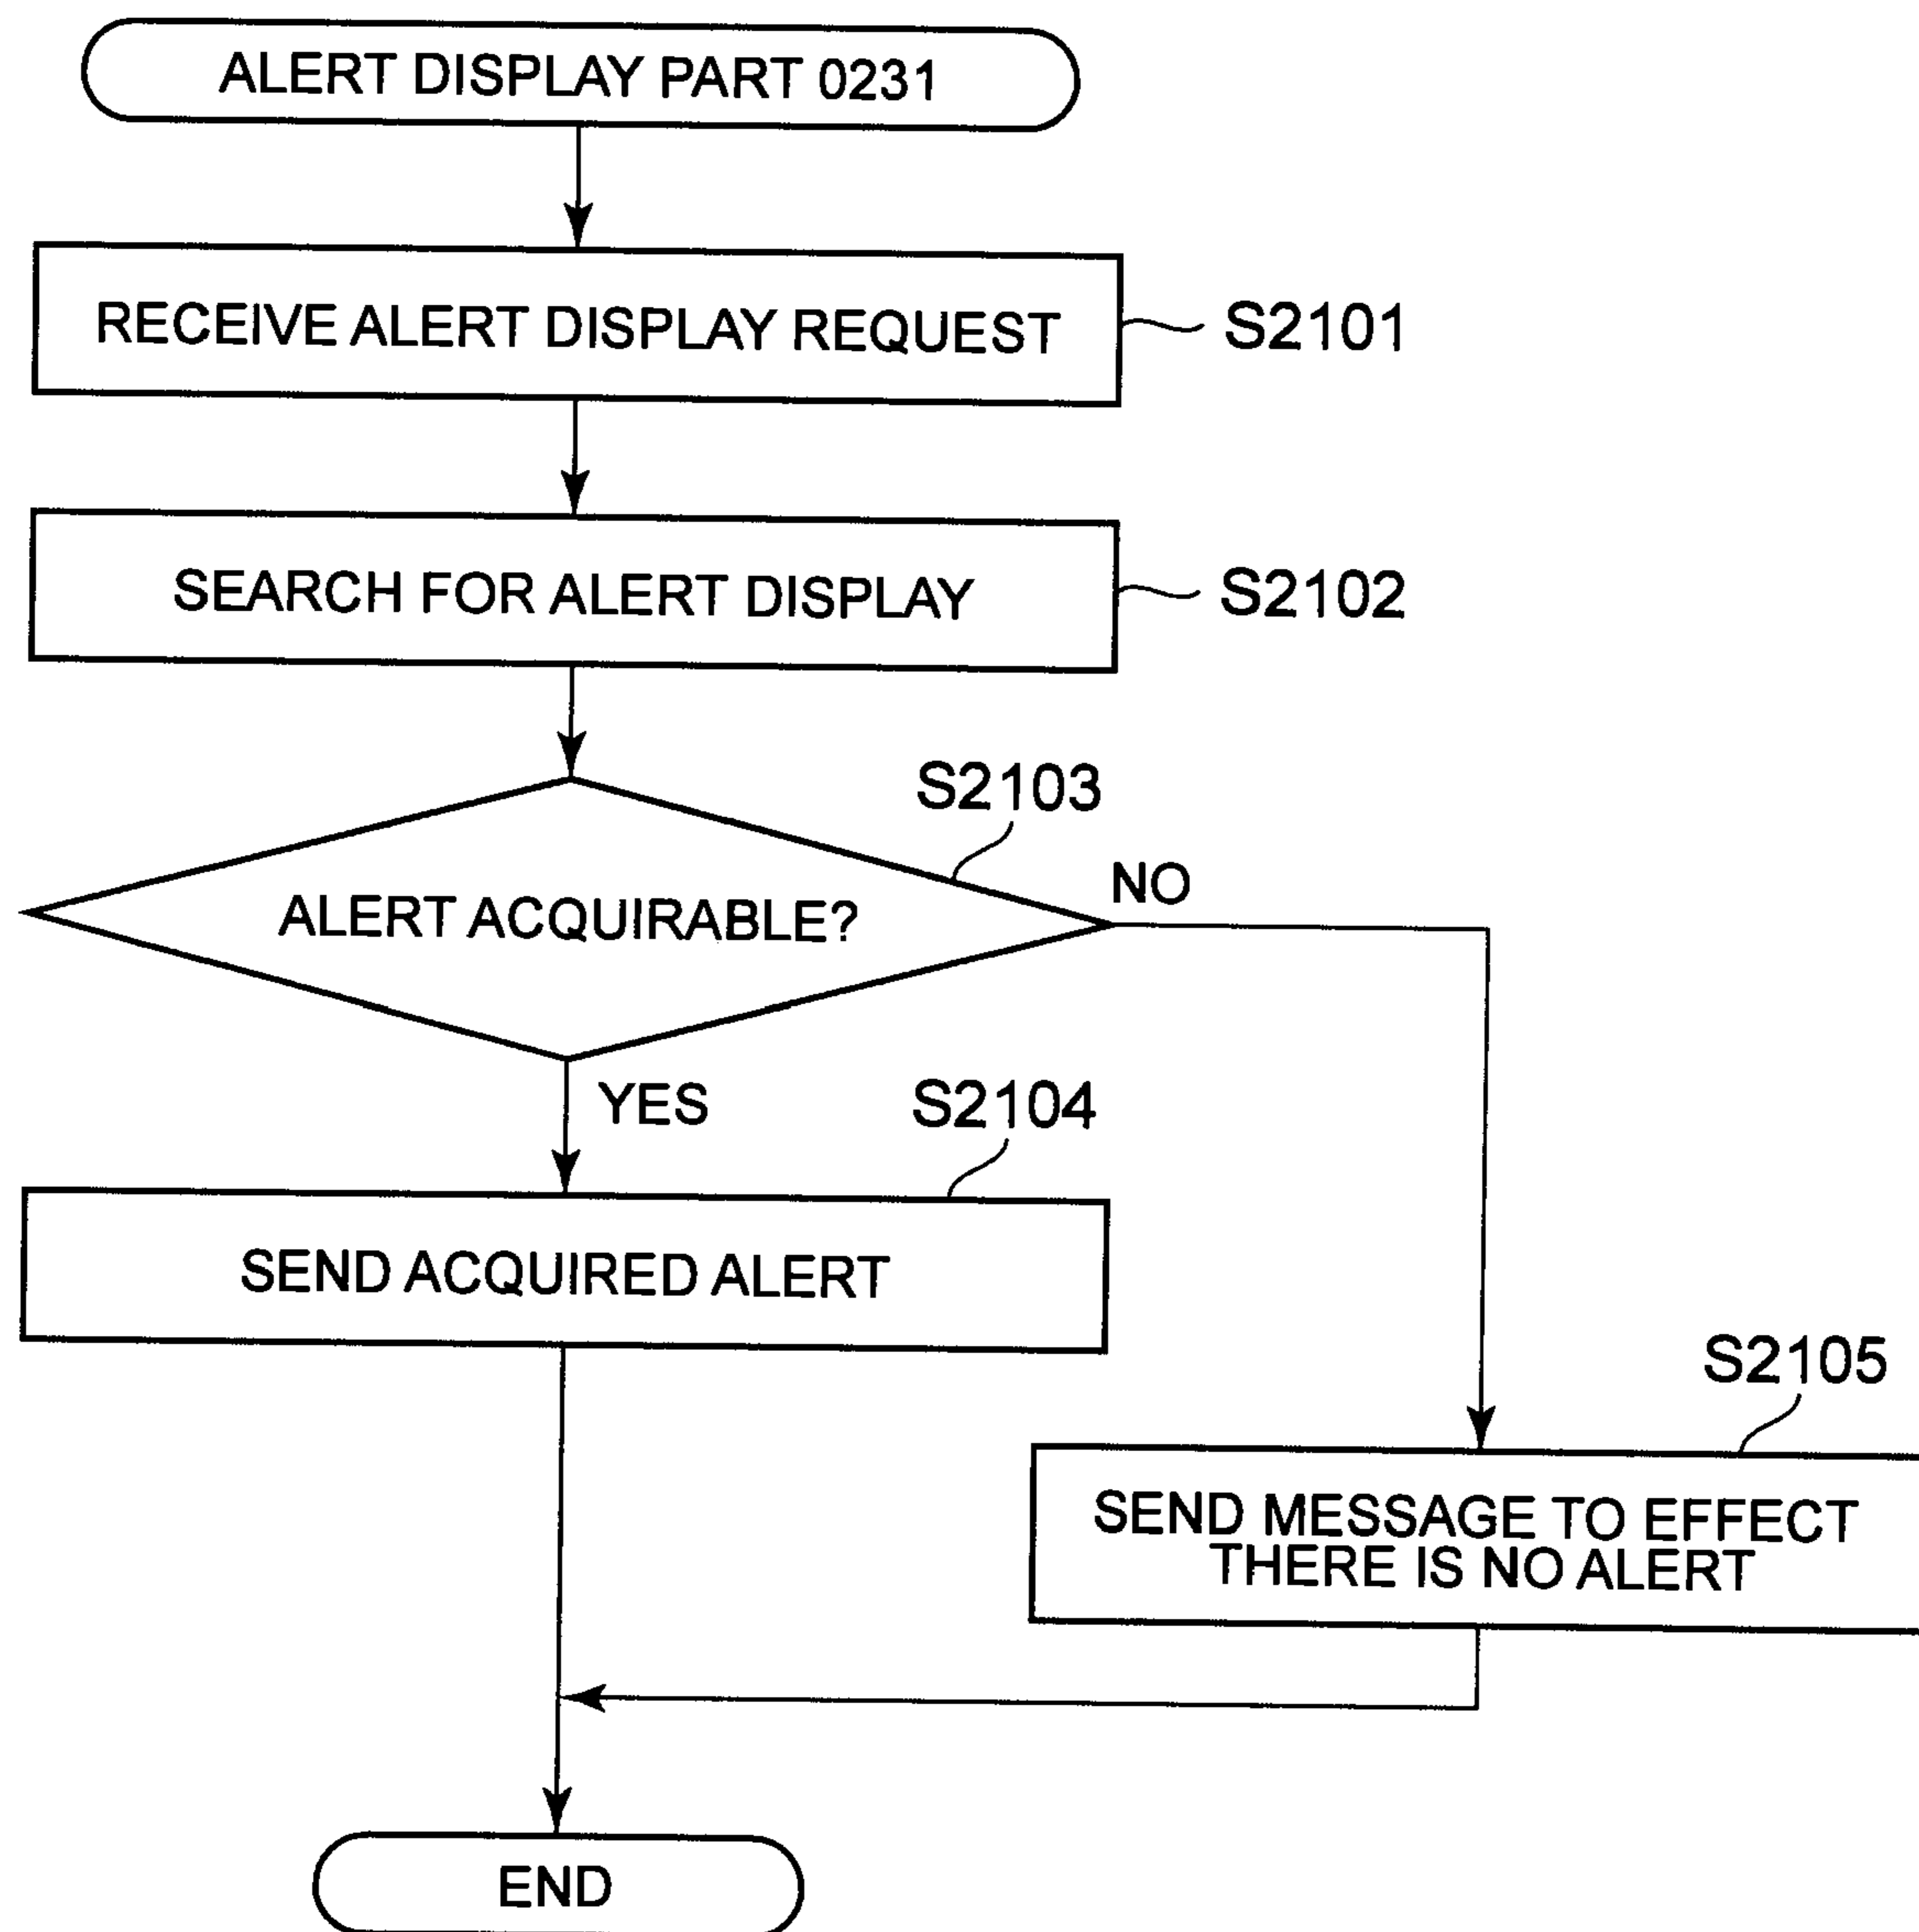 ALERT DISPLAY PART 0231
RECEIVE ALERT DISPLAY REQUEST
S2101
SEARCH FOR ALERT DISPLAY
S2102
S2103
ALERT ACQUIRABLE?
NO
YES
S2104
SEND ACQUIRED ALERT
S2105
SEND MESSAGE TO EFFECT
THERE IS NO ALERT
END